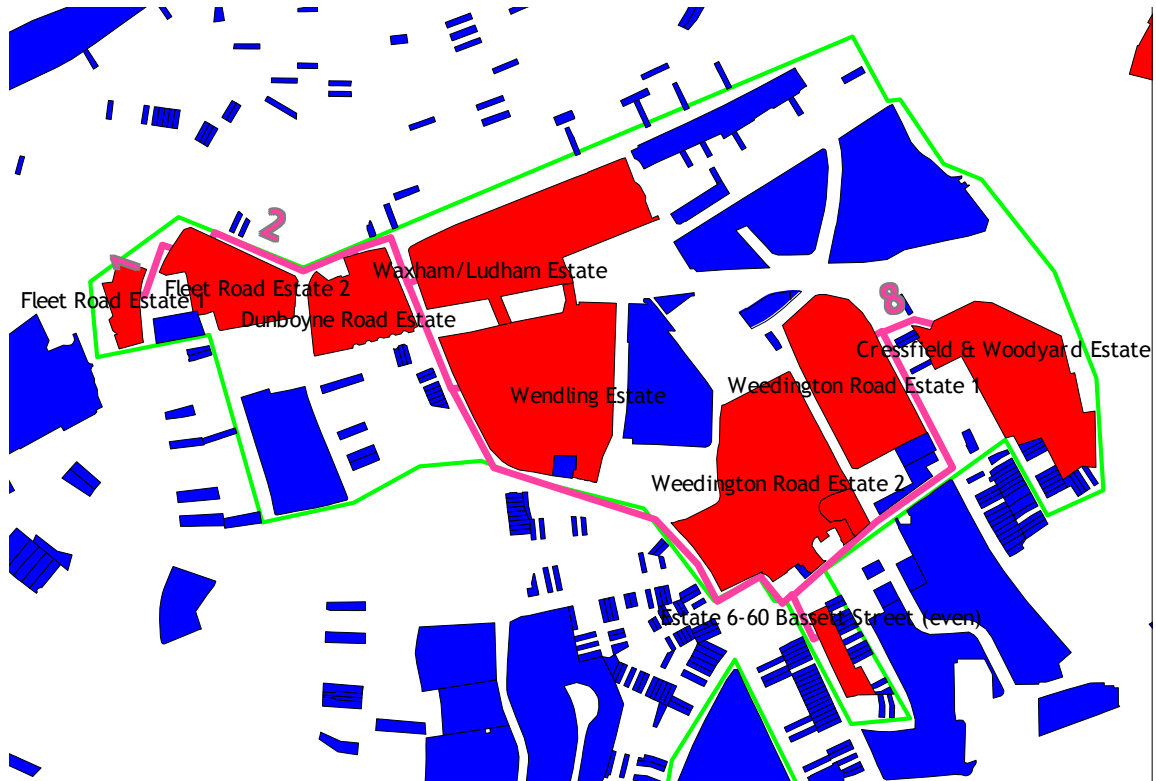 2
1
Waxham/Ludham Estate
Fleet Road Estate 2
Fleet Road Estate 1
8
Dunboyne Road Estate
Cressfield & Woodyard Estate
Weedington Road Estate 1
Wendling Estate
Weedington Road Estate 2
Estate 6-60 Bassett Street (even)